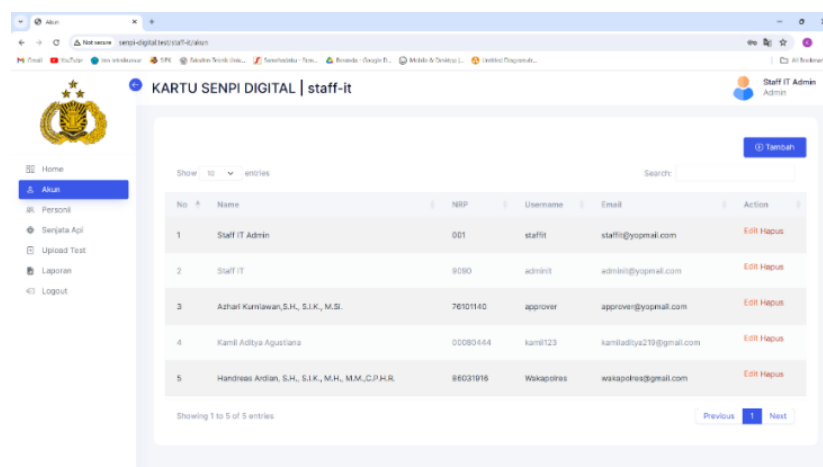 Akun
Not secure senpi-digital.test/staff-it/akun
Gmail YouTube
All Bookmar
KARTU SENPI DIGITAL | staff-it
Staff IT Admin
Admin
Home
Akun
Personil
Senjata Api
Upload Test
Laporan
Logout
Tambah
Show 10 entries Search:
No Name NRP Username Email Action
1 Staff IT Admin 001 staffit staffit@yopmail.com Edit Hapus
2 Staff IT 9090 adminit adminit@yopmail.com Edit Hapus
3 Azhari Kurniawan,S.H., S.I.K., M.Si. 76101140 approver approver@yopmail.com Edit Hapus
4 Kamil Aditya Agustiana 00080444 kamil123 kamiladitya219@gmail.com Edit Hapus
5 Handreas Ardian, S.H., S.I.K., M.H., M.M.,C.P.H.R. 86031916 Wakapolres wakapolres@gmail.com Edit Hapus
Showing 1 to 5 of 5 entries Previous 1 Next